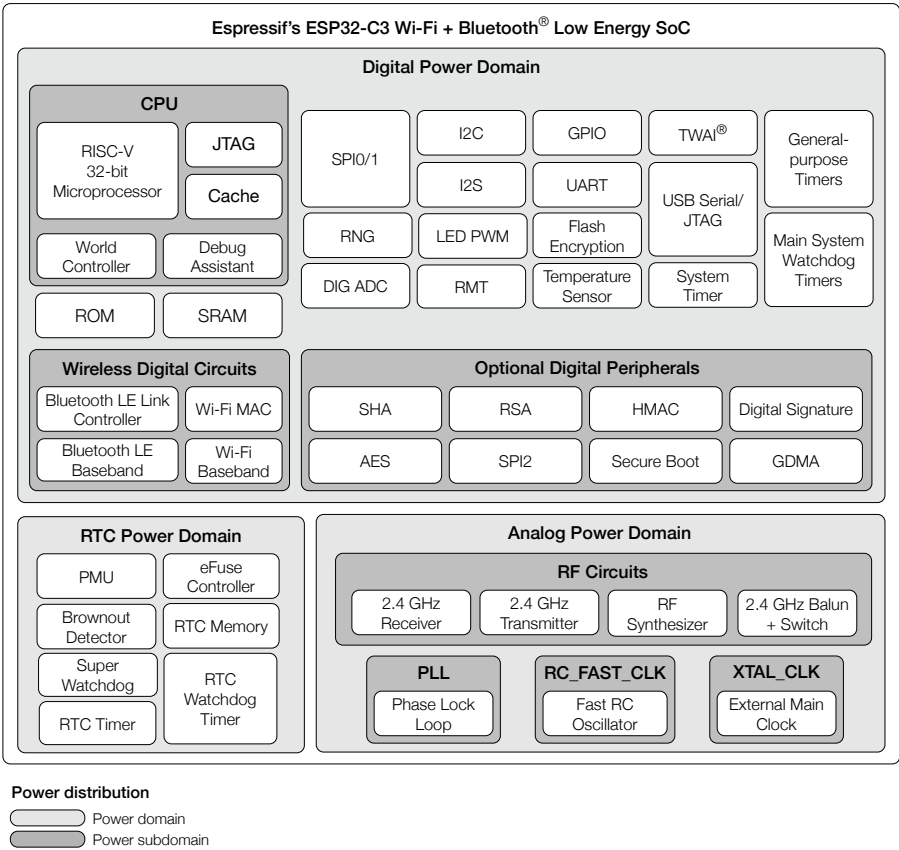 Espressif's ESP32-C3 Wi-Fi + Bluetooth® Low Energy SoC
Digital Power Domain
CPU
RISC-V
32-bit
Microprocessor
JTAG
Cache
World
Controller
Debug
Assistant
ROM
SRAM
SPI0/1
I2C
GPIO
TWAI®
General-
purpose
Timers
I2S
UART
USB Serial/
JTAG
RNG
LED PWM
Flash
Encryption
Main System
Watchdog
Timers
DIG ADC
RMT
Temperature
Sensor
System
Timer
Wireless Digital Circuits
Bluetooth LE Link
Controller
Wi-Fi MAC
Bluetooth LE
Baseband
Wi-Fi
Baseband
Optional Digital Peripherals
SHA
RSA
HMAC
Digital Signature
AES
SPI2
Secure Boot
GDMA
RTC Power Domain
PMU
eFuse
Controller
Brownout
Detector
RTC Memory
Super
Watchdog
RTC
Watchdog
Timer
RTC Timer
Analog Power Domain
RF Circuits
2.4 GHz
Receiver
2.4 GHz
Transmitter
RF
Synthesizer
2.4 GHz Balun
+ Switch
PLL
Phase Lock
Loop
RC_FAST_CLK
Fast RC
Oscillator
XTAL_CLK
External Main
Clock
Power distribution
Power domain
Power subdomain